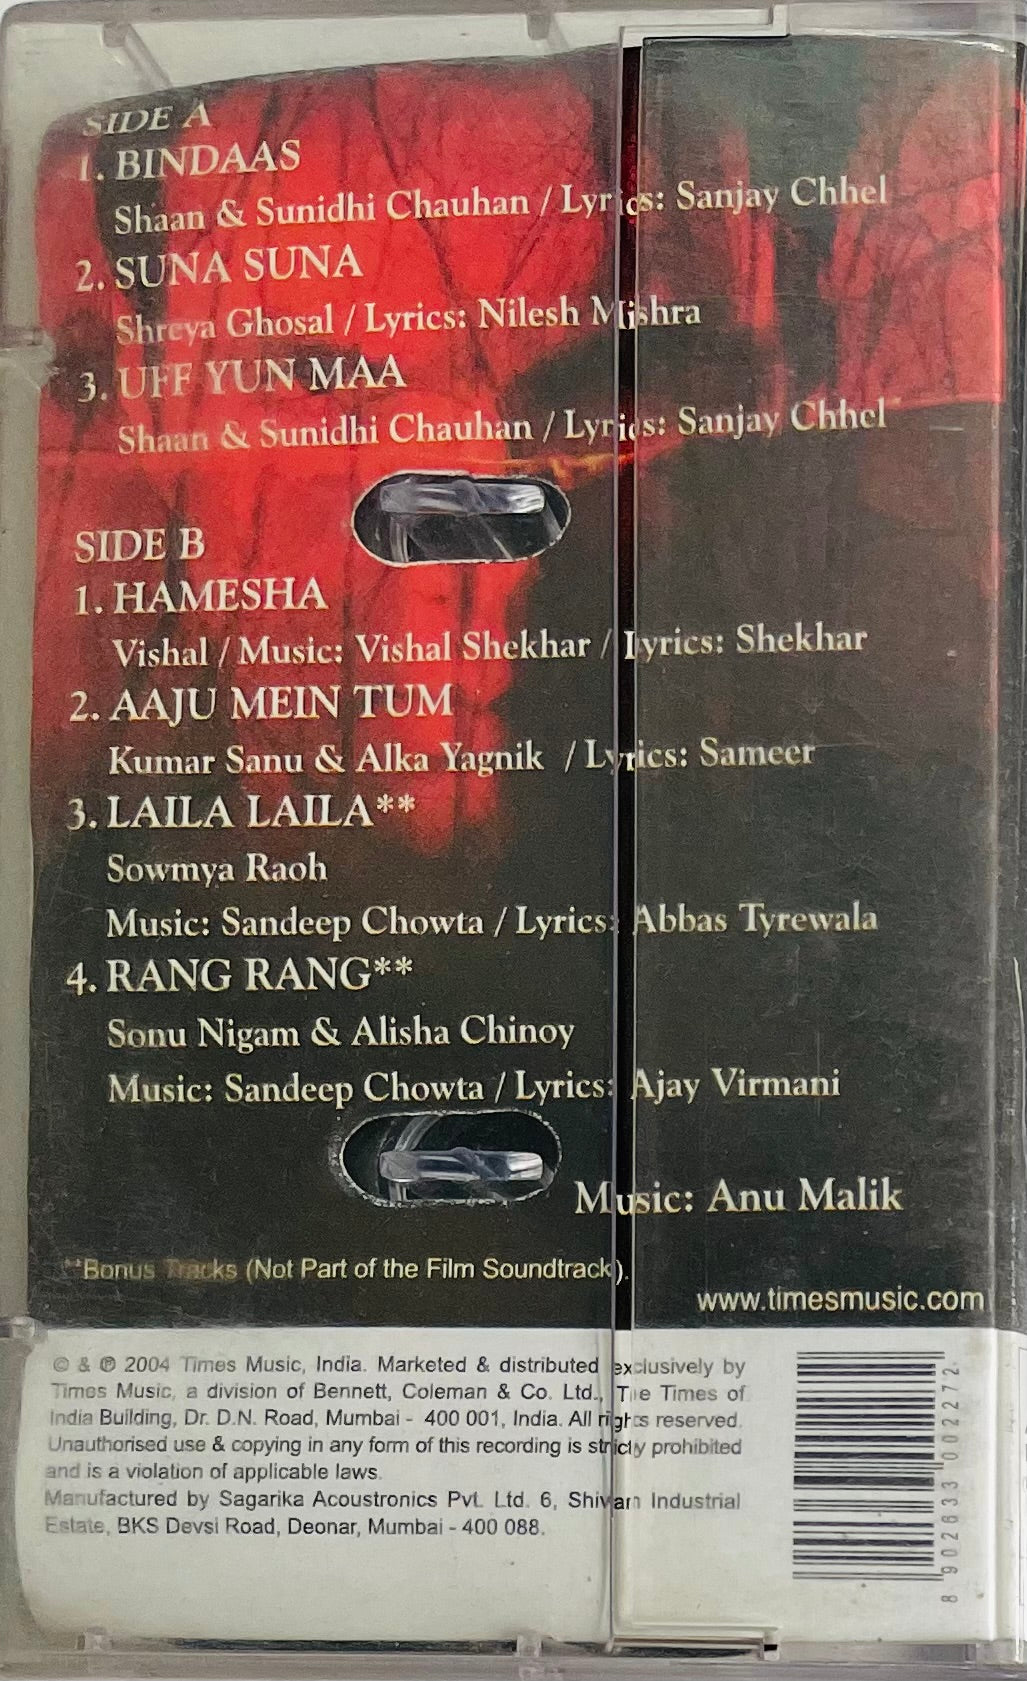 SIDE A
1. BINDAAS
Shaan & Sunidhi Chauhan / Lyrics: Sanjay Chhel
2. SUNA SUNA
Shreya Ghosal / Lyrics: Nilesh Mishra
3. UFF YUN MAA
Shaan & Sunidhi Chauhan / Lyrics: Sanjay Chhel
SIDE B
1. HAMESHA
Vishal / Music: Vishal Shekhar / Lyrics: Shekhar
2. AAJU MEIN TUM
Kumar Sanu & Alka Yagnik / Lyrics: Sameer
3. LAILA LAILA**
Sowmya Raoh
Music: Sandeep Chowta / Lyrics: Abbas Tyrewala
4. RANG RANG**
Sonu Nigam & Alisha Chinoy
Music: Sandeep Chowta / Lyrics: Ajay Virmani
Music: Anu Malik
**Bonus Tracks (Not Part of the Film Soundtrack).
www.timesmusic.com
© & ℗ 2004 Times Music, India. Marketed & distributed exclusively by
Times Music, a division of Bennett, Coleman & Co. Ltd., The Times of
India Building, Dr. D.N. Road, Mumbai - 400 001, India. All rights reserved.
Unauthorised use & copying in any form of this recording is strictly prohibited
and is a violation of applicable laws.
Manufactured by Sagarika Acoustronics Pvt. Ltd. 6, Shivam Industrial
Estate, BKS Devsi Road, Deonar, Mumbai - 400 088.
8 902633 002272